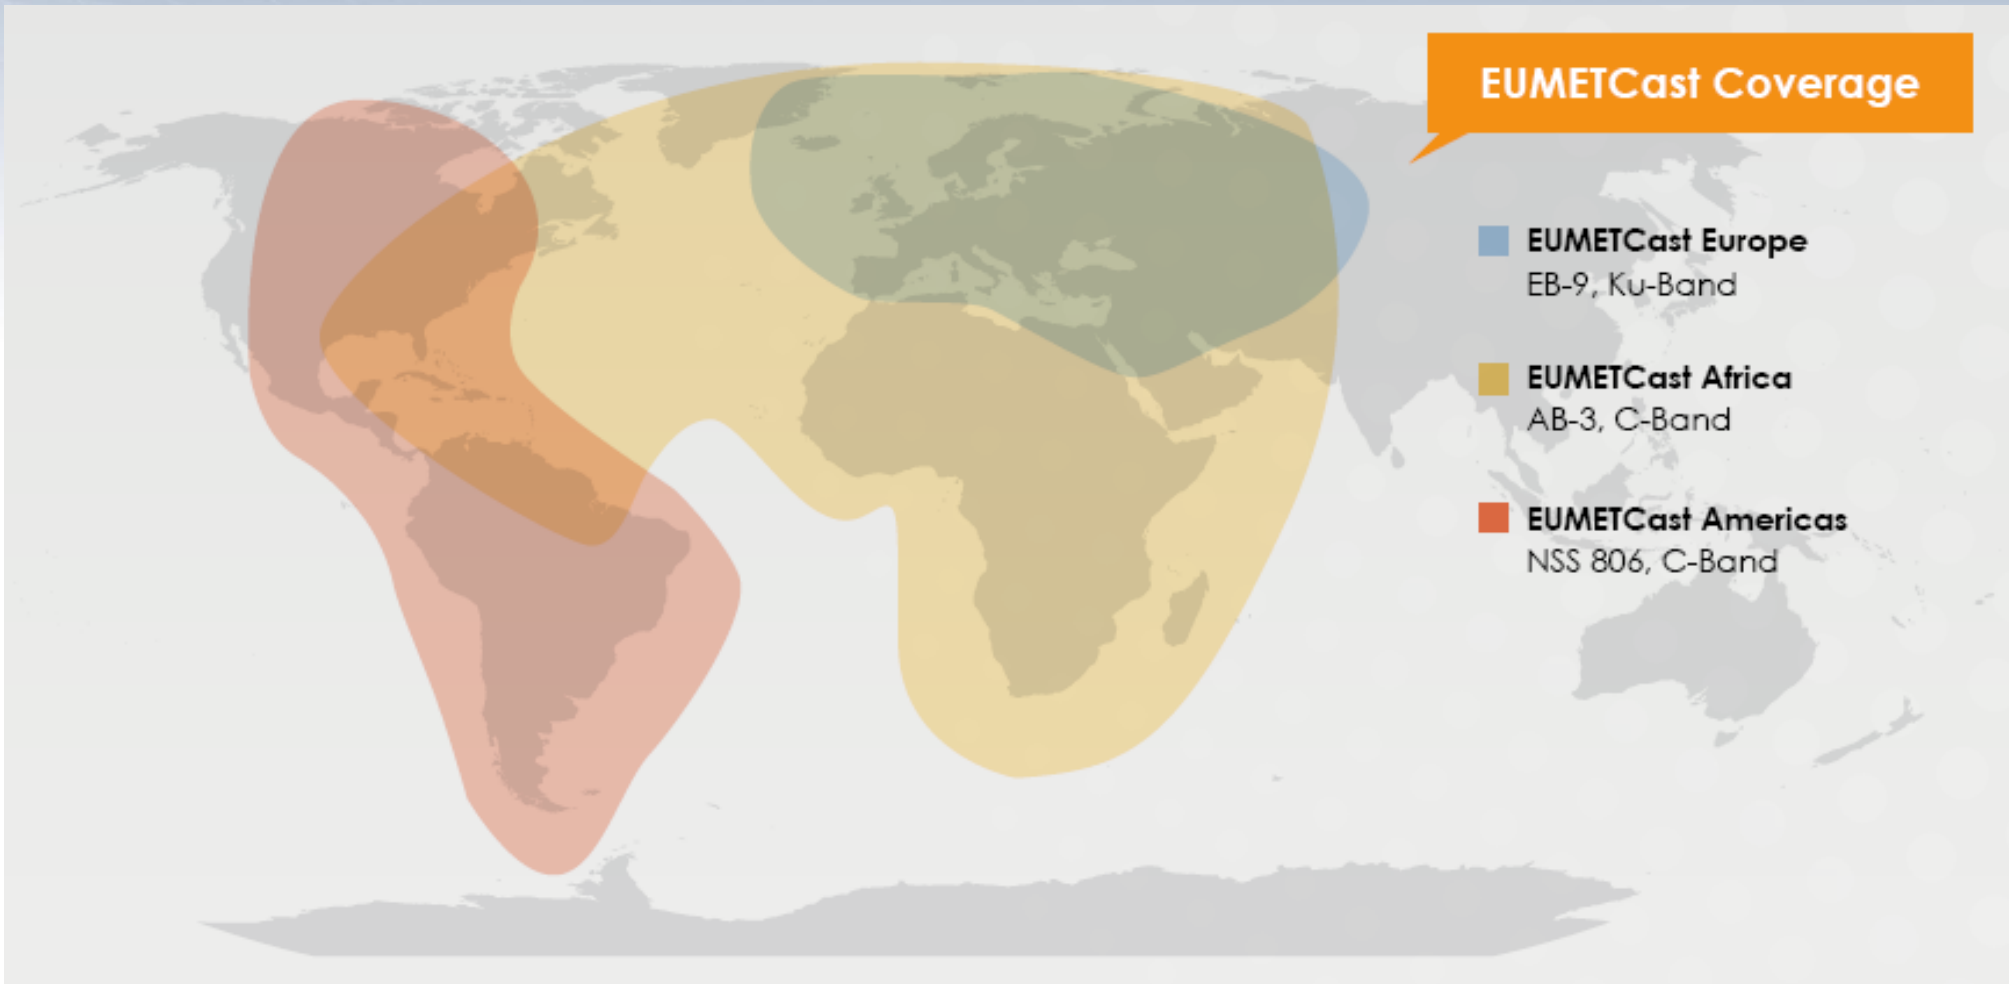 EUMETCast Coverage
EUMETCast Europe
EB-9, Ku-Band
EUMETCast Africa
AB-3, C-Band
EUMETCast Americas
NSS 806, C-Band